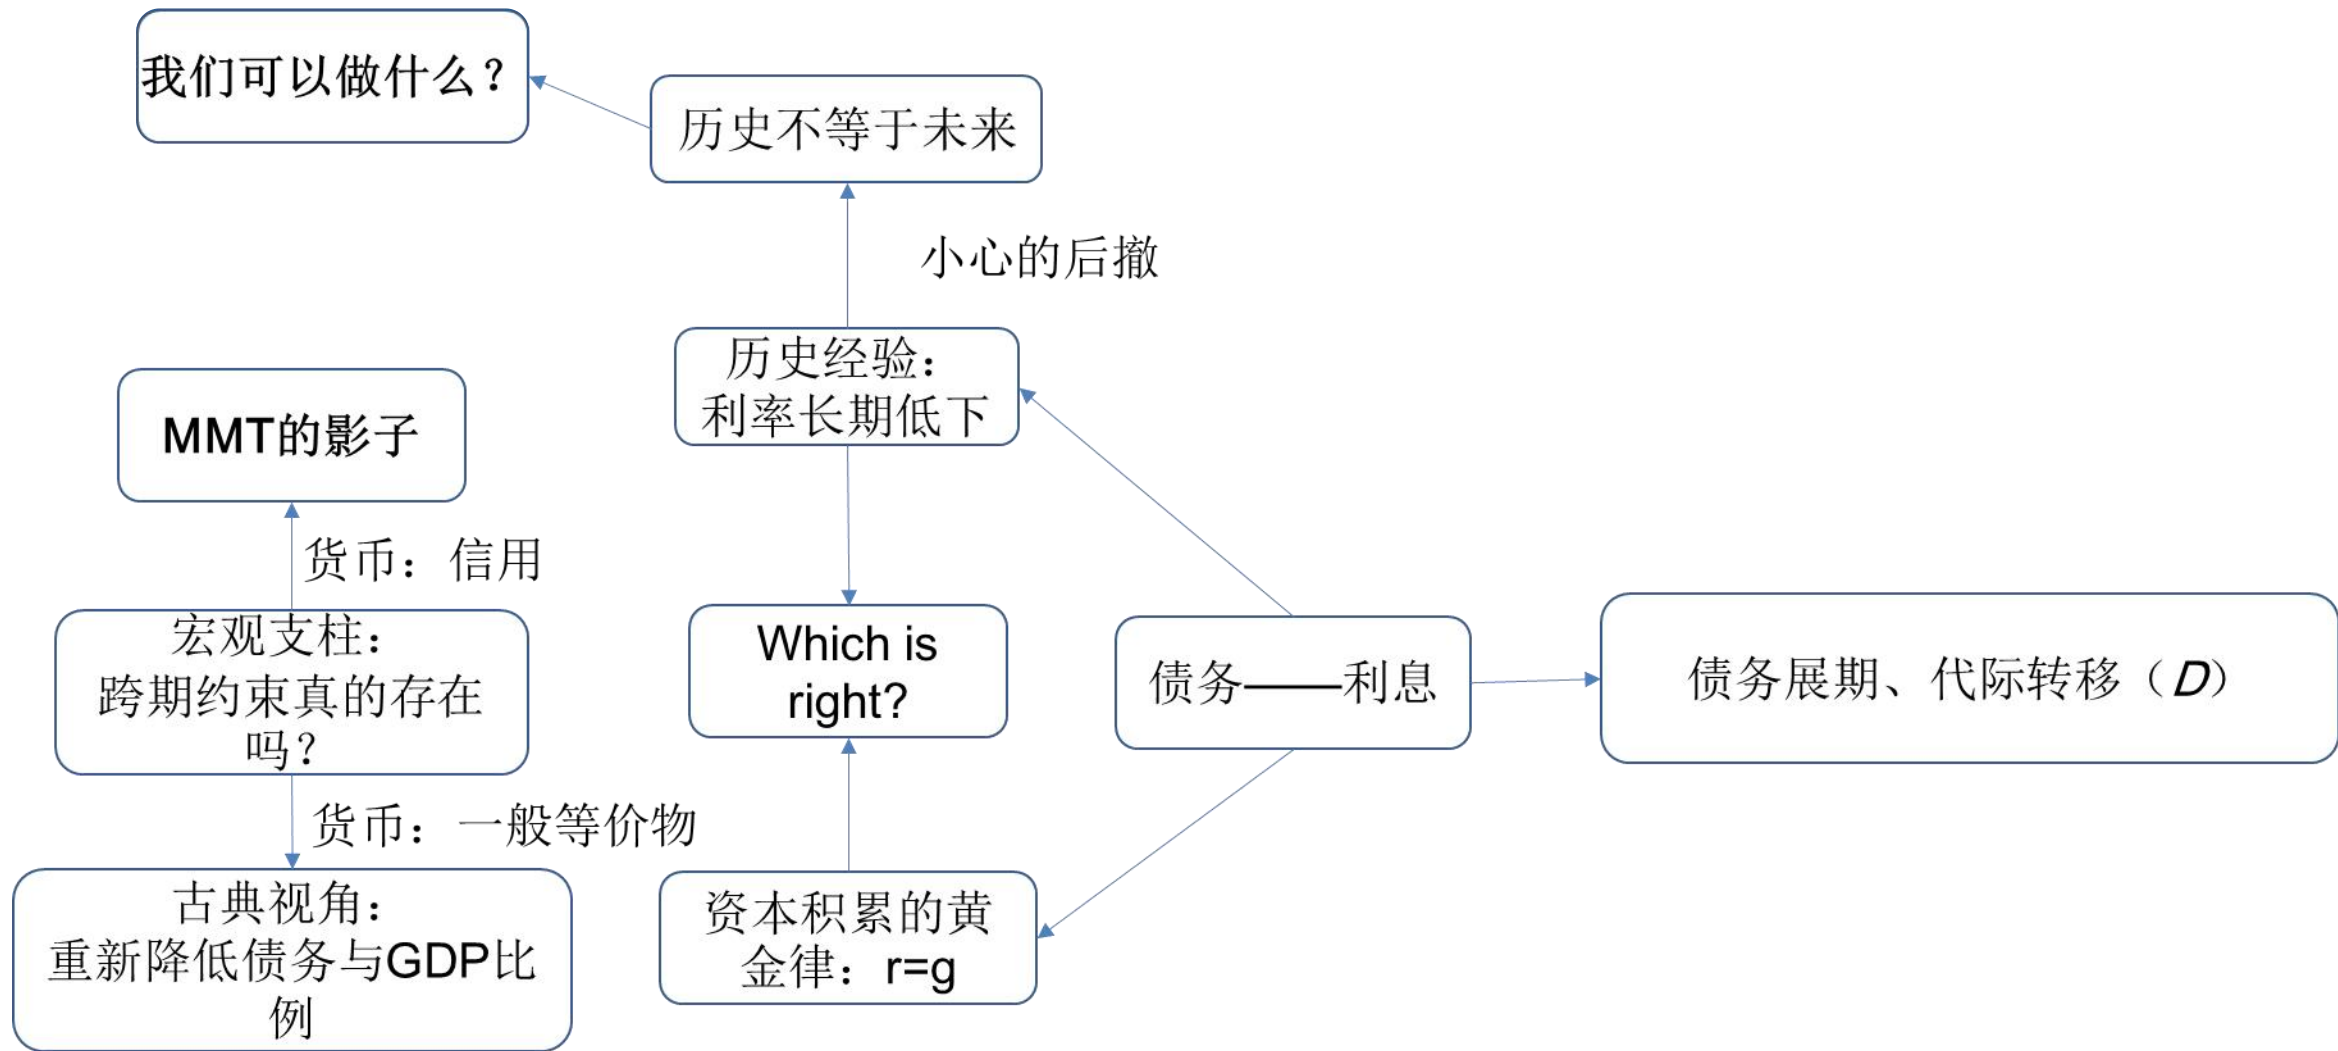 我们可以做什么？
历史不等于未来
小心的后撤
历史经验：
利率长期低下
MMT的影子
货币：信用
宏观支柱：
跨期约束真的存在
吗？
Which is
right?
债务——利息
债务展期、代际转移（D）
货币：一般等价物
古典视角：
重新降低债务与GDP比
例
资本积累的黄
金律：r=g